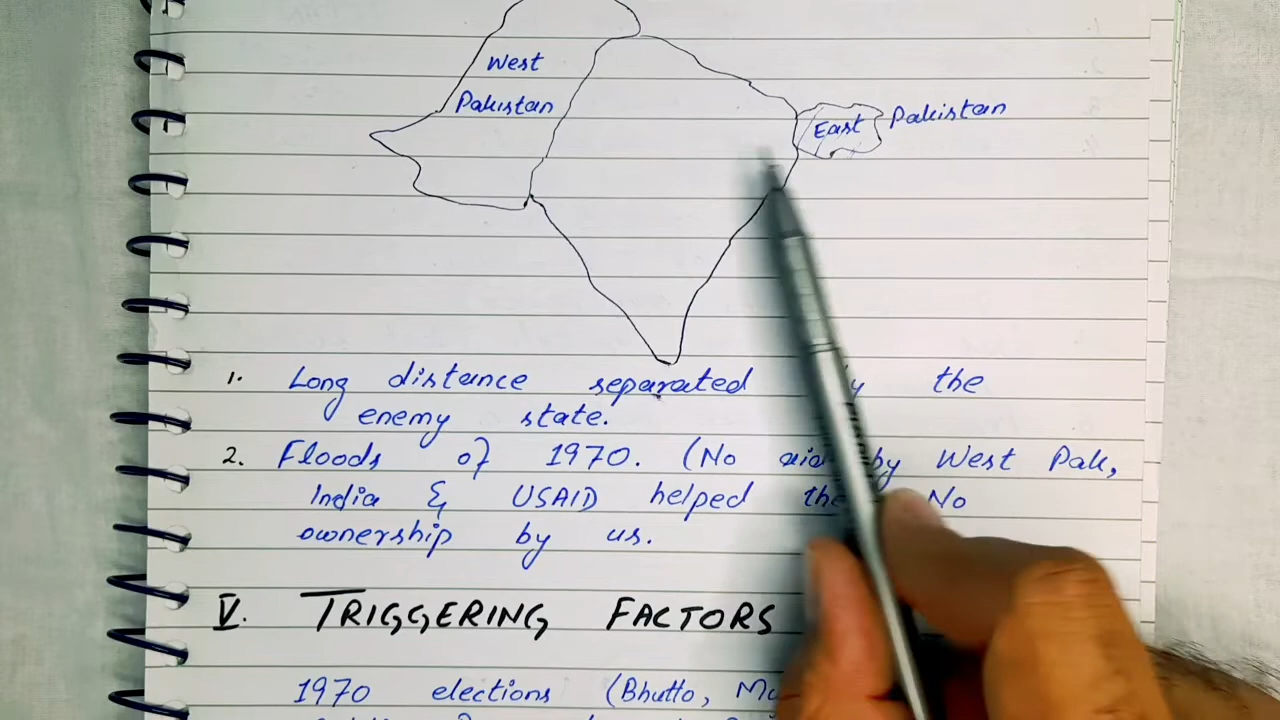 West
Pakistan
East Pakistan
1. Long distance separated the
enemy state.
2. Floods of 1970. (No by West Pak,
India & USAID helped No
ownership by us.
V. TRIGGERING FACTORS
1970 elections (Bhutto,